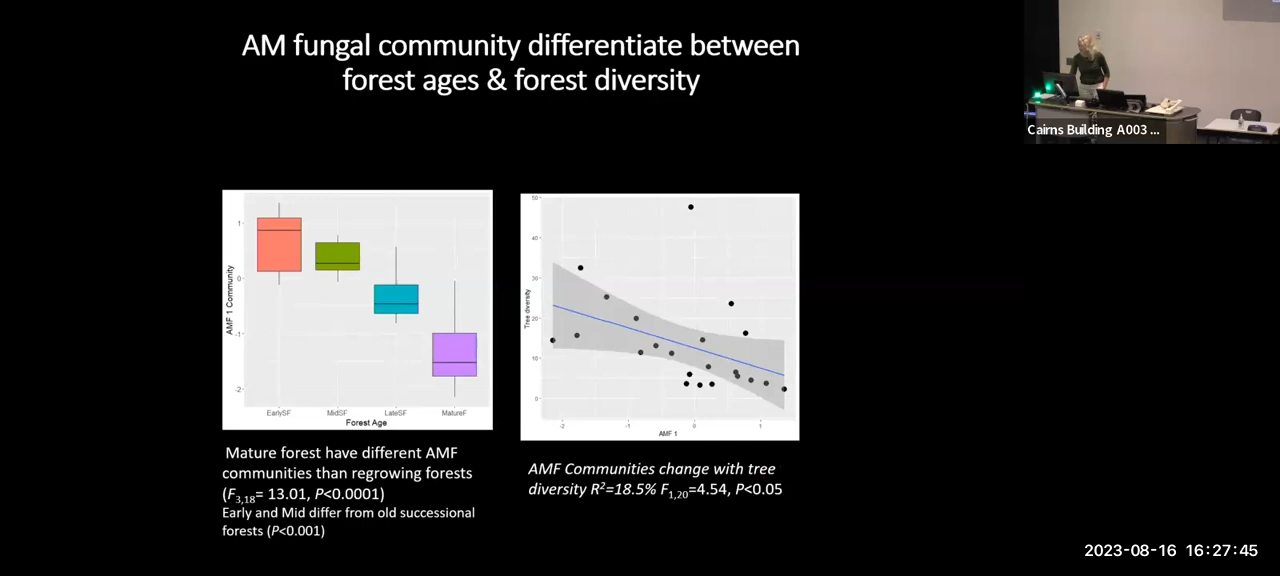 AM fungal community differentiate between
forest ages & forest diversity
Cairns Building A003 ...
1
0
-1
-2
AMF 1 Community
EarlySF
MidSF
LateSF
MatureF
Forest Age
50
40
30
20
10
0
Tree diversity
-2
-1
0
1
AMF 1
Mature forest have different AMF
communities than regrowing forests
(F3,18= 13.01, P<0.0001)
Early and Mid differ from old successional
forests (P<0.001)
AMF Communities change with tree
diversity R²=18.5% F1,20=4.54, P<0.05
2023-08-16 16:27:45